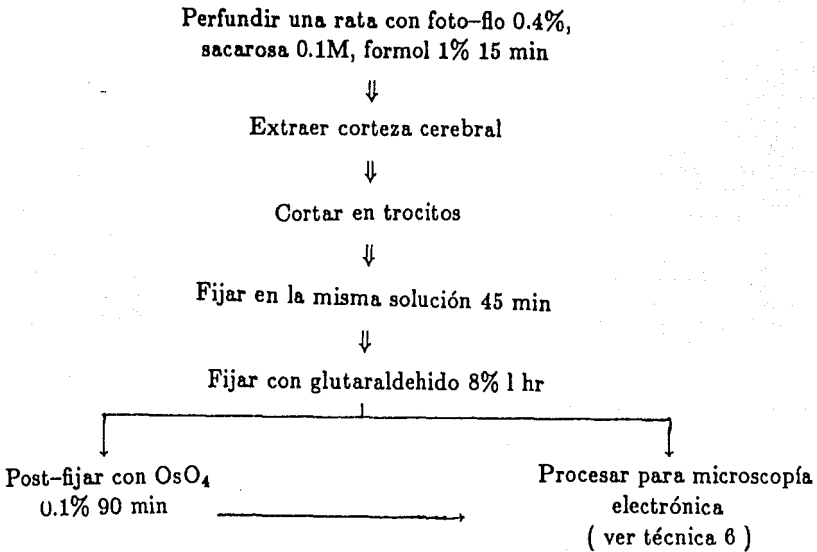 Perfundir una rata con foto–flo 0.4%,
sacarosa 0.1M, formol 1% 15 min
⇓
Extraer corteza cerebral
⇓
Cortar en trocitos
⇓
Fijar en la misma solución 45 min
⇓
Fijar con glutaraldehido 8% 1 hr
Post–fijar con OsO₄
0.1% 90 min
Procesar para microscopía
electrónica
( ver técnica 6 )